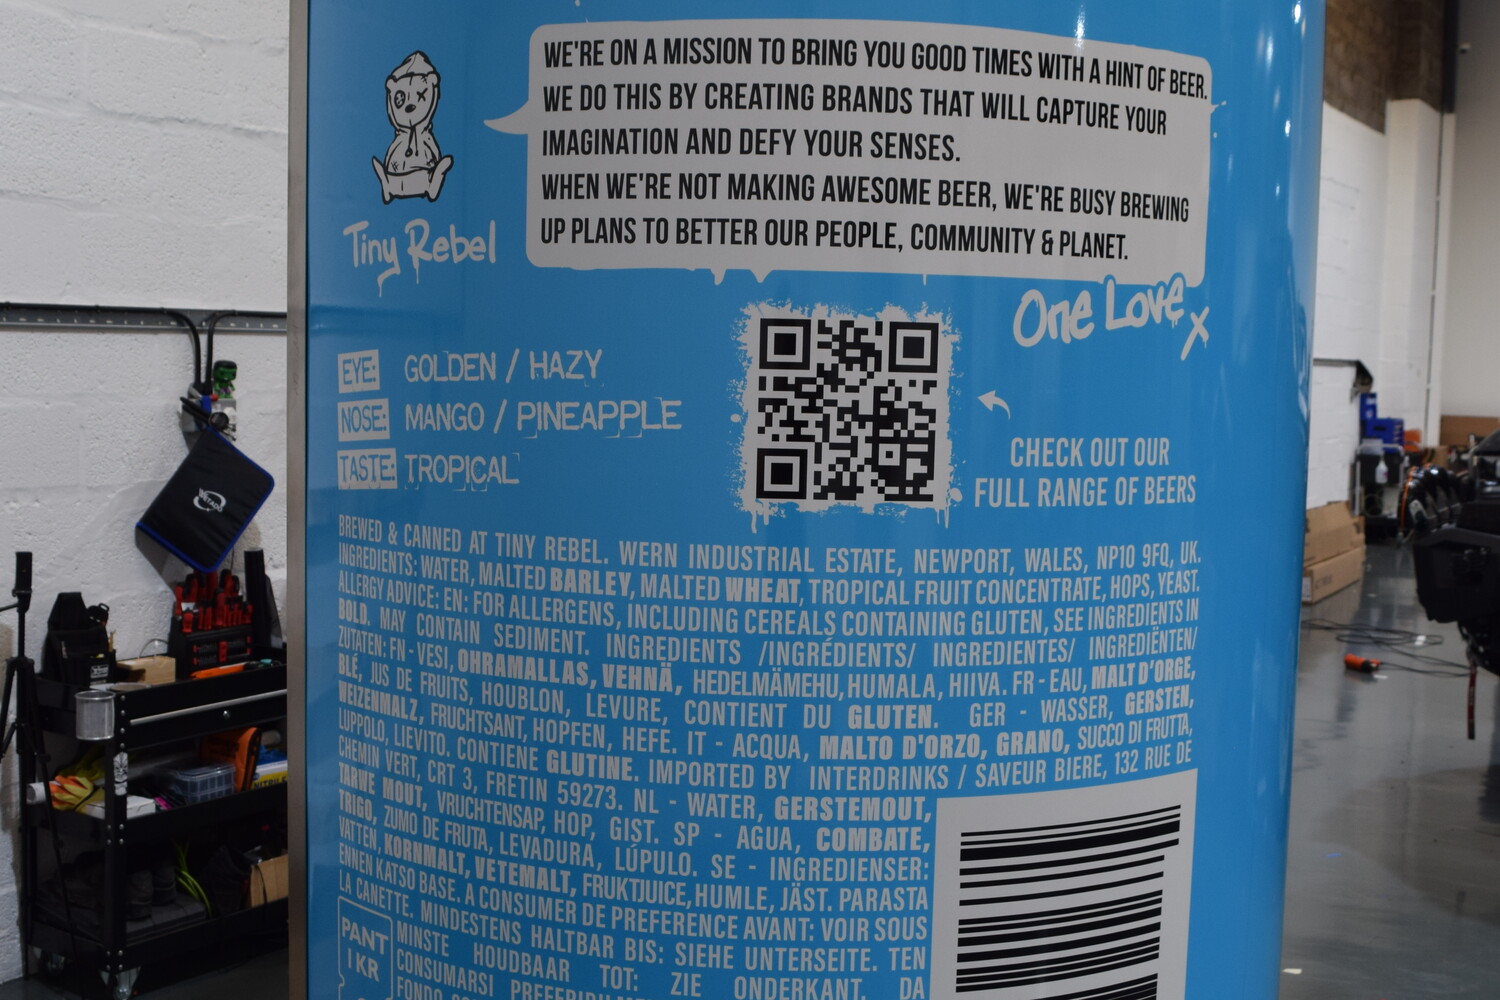 WE'RE ON A MISSION TO BRING YOU GOOD TIMES WITH A HINT OF BEER.
WE DO THIS BY CREATING BRANDS THAT WILL CAPTURE YOUR
IMAGINATION AND DEFY YOUR SENSES.
WHEN WE'RE NOT MAKING AWESOME BEER, WE'RE BUSY BREWING
UP PLANS TO BETTER OUR PEOPLE, COMMUNITY & PLANET.
Tiny Rebel
One Love x
EYE: GOLDEN / HAZY
NOSE: MANGO / PINEAPPLE
TASTE: TROPICAL
CHECK OUT OUR
FULL RANGE OF BEERS
BREWED & CANNED AT TINY REBEL. WERN INDUSTRIAL ESTATE, NEWPORT, WALES, NP10 9FQ, UK.
INGREDIENTS: WATER, MALTED BARLEY, MALTED WHEAT, TROPICAL FRUIT CONCENTRATE, HOPS, YEAST.
ALLERGY ADVICE: EN: FOR ALLERGENS, INCLUDING CEREALS CONTAINING GLUTEN, SEE INGREDIENTS IN
BOLD. MAY CONTAIN SEDIMENT. INGREDIENTS /INGRÉDIENTS/ INGREDIENTES/ INGREDIËNTEN/
ZUTATEN: FN - VESI, OHRAMALLAS, VEHNÄ, HEDELMÄMEHU, HUMALA, HIIVA. FR - EAU, MALT D'ORGE,
BLÉ, JUS DE FRUITS, HOUBLON, LEVURE, CONTIENT DU GLUTEN. GER - WASSER, GERSTEN,
WEIZENMALZ, FRUCHTSANT, HOPFEN, HEFE. IT - ACQUA, MALTO D'ORZO, GRANO, SUCCO DI FRUTTA,
LUPPOLO, LIEVITO. CONTIENE GLUTINE. IMPORTED BY INTERDRINKS / SAVEUR BIERE, 132 RUE DE
CHEMIN VERT, CRT 3, FRETIN 59273. NL - WATER, GERSTEMOUT,
TARWE MOUT, VRUCHTENSAP, HOP, GIST. SP - AGUA, COMBATE,
TRIGO, ZUMO DE FRUTA, LEVADURA, LÚPULO. SE - INGREDIENSER:
VATTEN, KORNMALT, VETEMALT, FRUKTJUICE, HUMLE, JÄST. PARASTA
ENNEN KATSO BASE. A CONSUMER DE PREFERENCE AVANT: VOIR SOUS
LA CANETTE. MINDESTENS HALTBAR BIS: SIEHE UNTERSEITE. TEN
MINSTE HOUDBAAR TOT: ZIE ONDERKANT. DA
CONSUMARSI
FONDO
PANT
1 KR